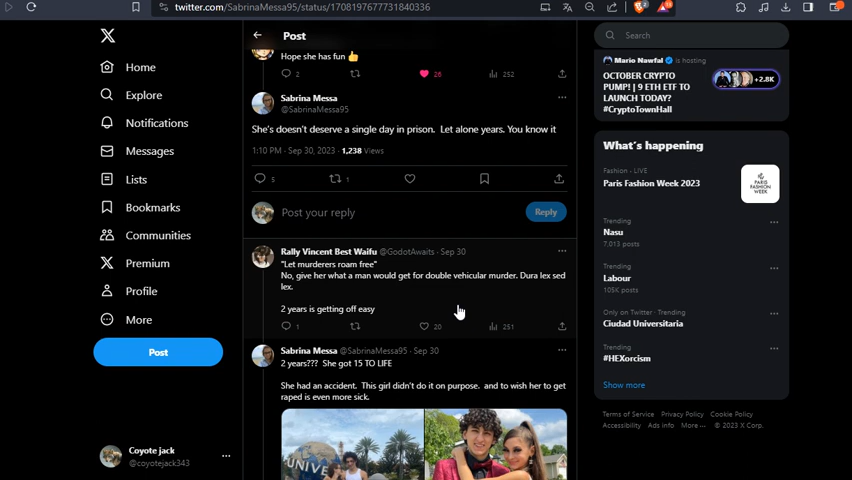 twitter.com/SabrinaMessa95/status/1708197677731840336
Home
Explore
Notifications
Messages
Lists
Bookmarks
Communities
Premium
Profile
More
Post
Coyote jack
@coyotejack343
Post
Hope she has fun 👍
2
26
252
Sabrina Messa
@SabrinaMessa95
She's doesn't deserve a single day in prison. Let alone years. You know it
1:10 PM · Sep 30, 2023 · 1,238 Views
5
1
Post your reply
Reply
Rally Vincent Best Waifu @GodotAwaits · Sep 30
"Let murderers roam free"
No, give her what a man would get for double vehicular murder. Dura lex sed
lex.
2 years is getting off easy
1
20
251
Sabrina Messa @SabrinaMessa95 · Sep 30
2 years??? She got 15 TO LIFE
She had an accident. This girl didn't do it on purpose. and to wish her to get
raped is even more sick.
UNIVE
Search
Mario Nawfal is hosting
OCTOBER CRYPTO
PUMP! | 9 ETH ETF TO
LAUNCH TODAY?
#CryptoTownHall
+2.8K
What's happening
Fashion · LIVE
Paris Fashion Week 2023
PARIS
FASHION
WEEK
Trending
Nasu
7,013 posts
Trending
Labour
105K posts
Only on Twitter · Trending
Ciudad Universitaria
Trending
#HEXorcism
Show more
Terms of Service Privacy Policy Cookie Policy
Accessibility Ads info More ··· © 2023 X Corp.